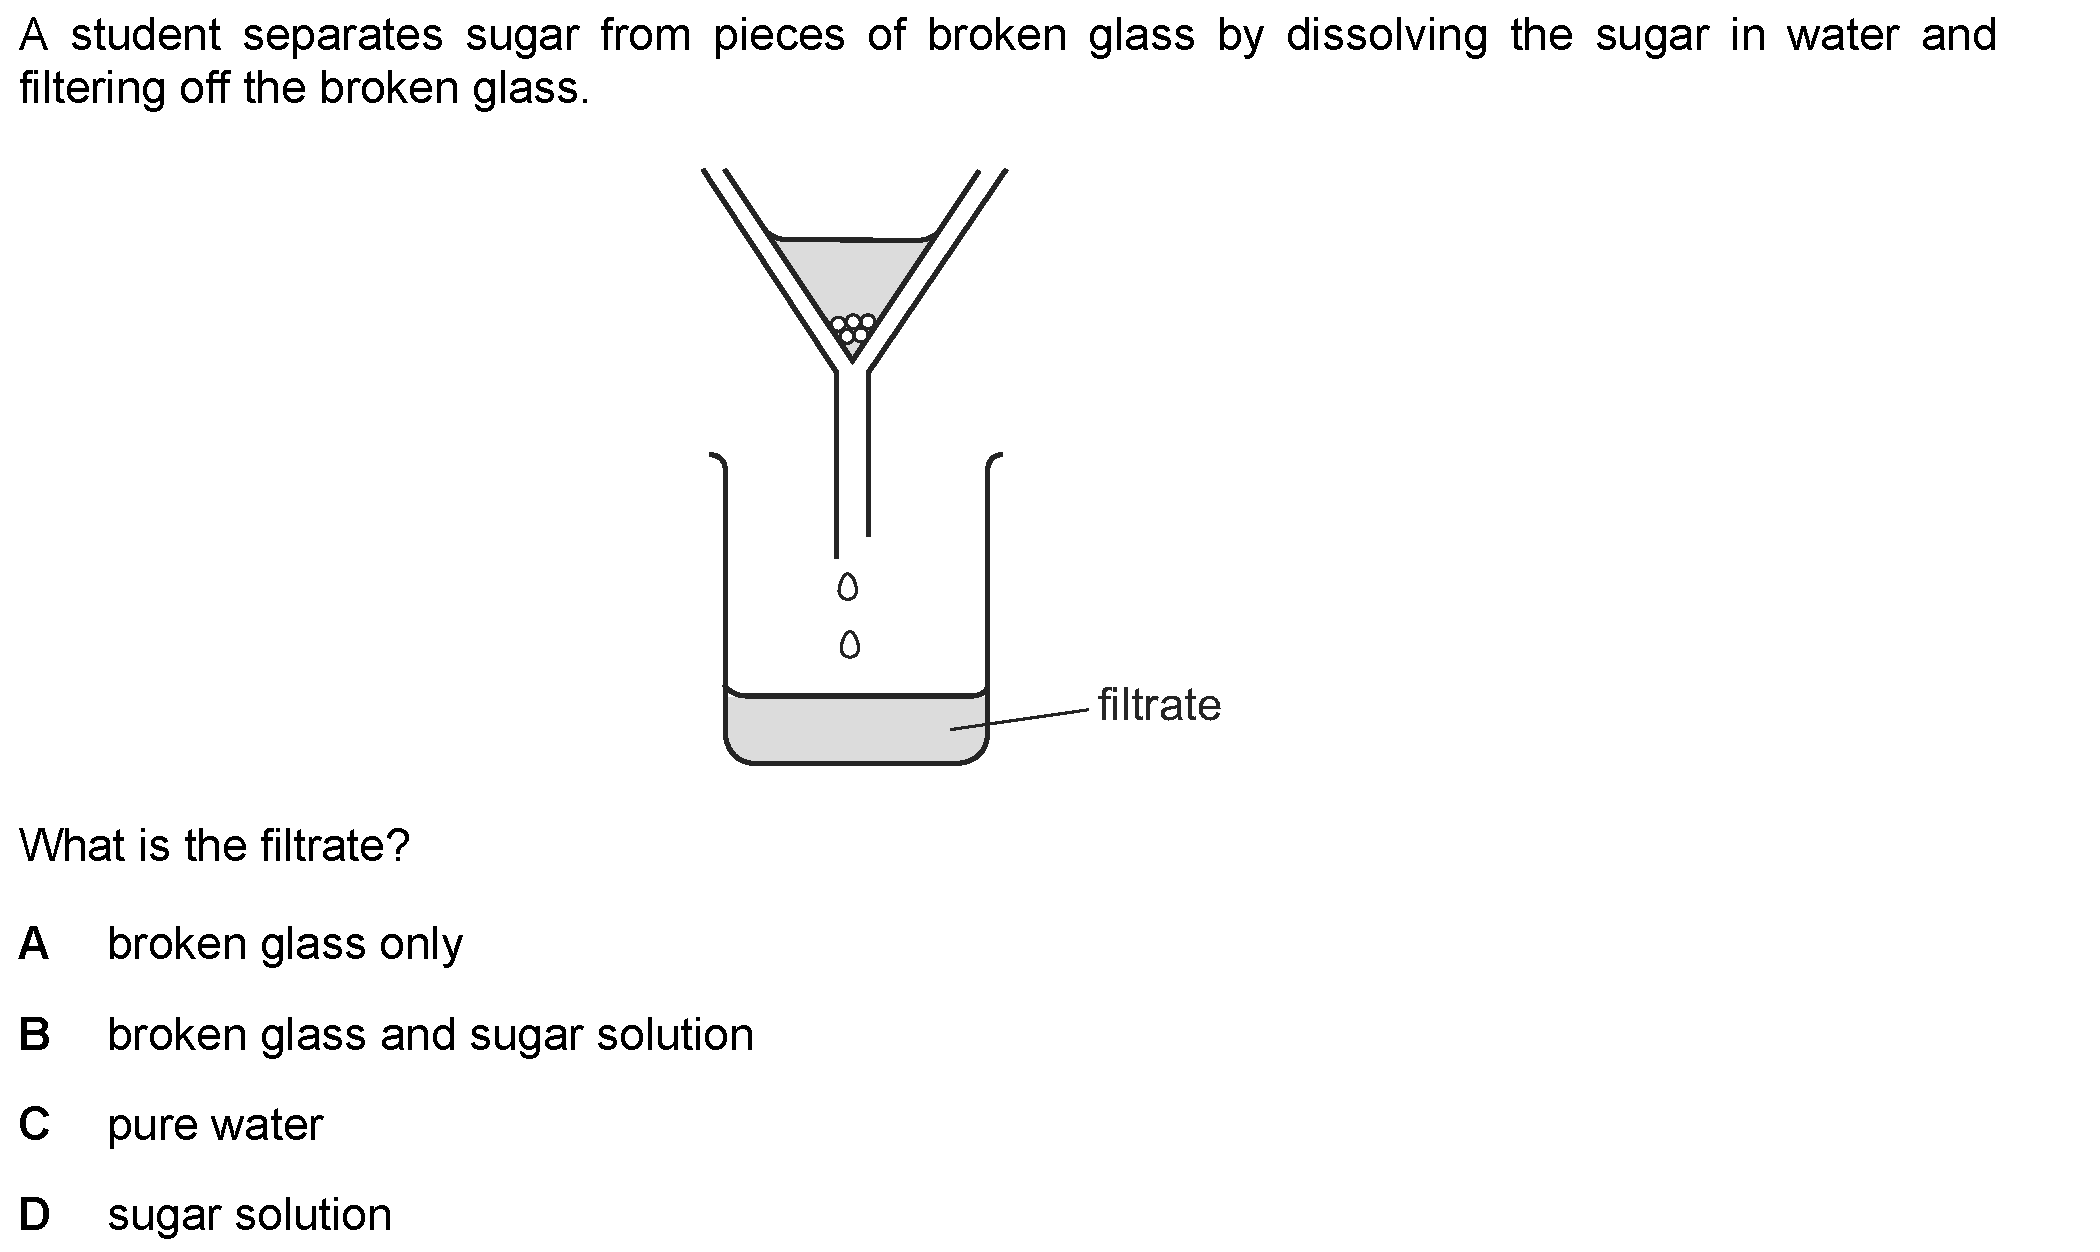 A student separates sugar from pieces of broken glass by dissolving the sugar in water and
filtering off the broken glass.
filtrate
What is the filtrate?
A broken glass only
B broken glass and sugar solution
C pure water
D sugar solution